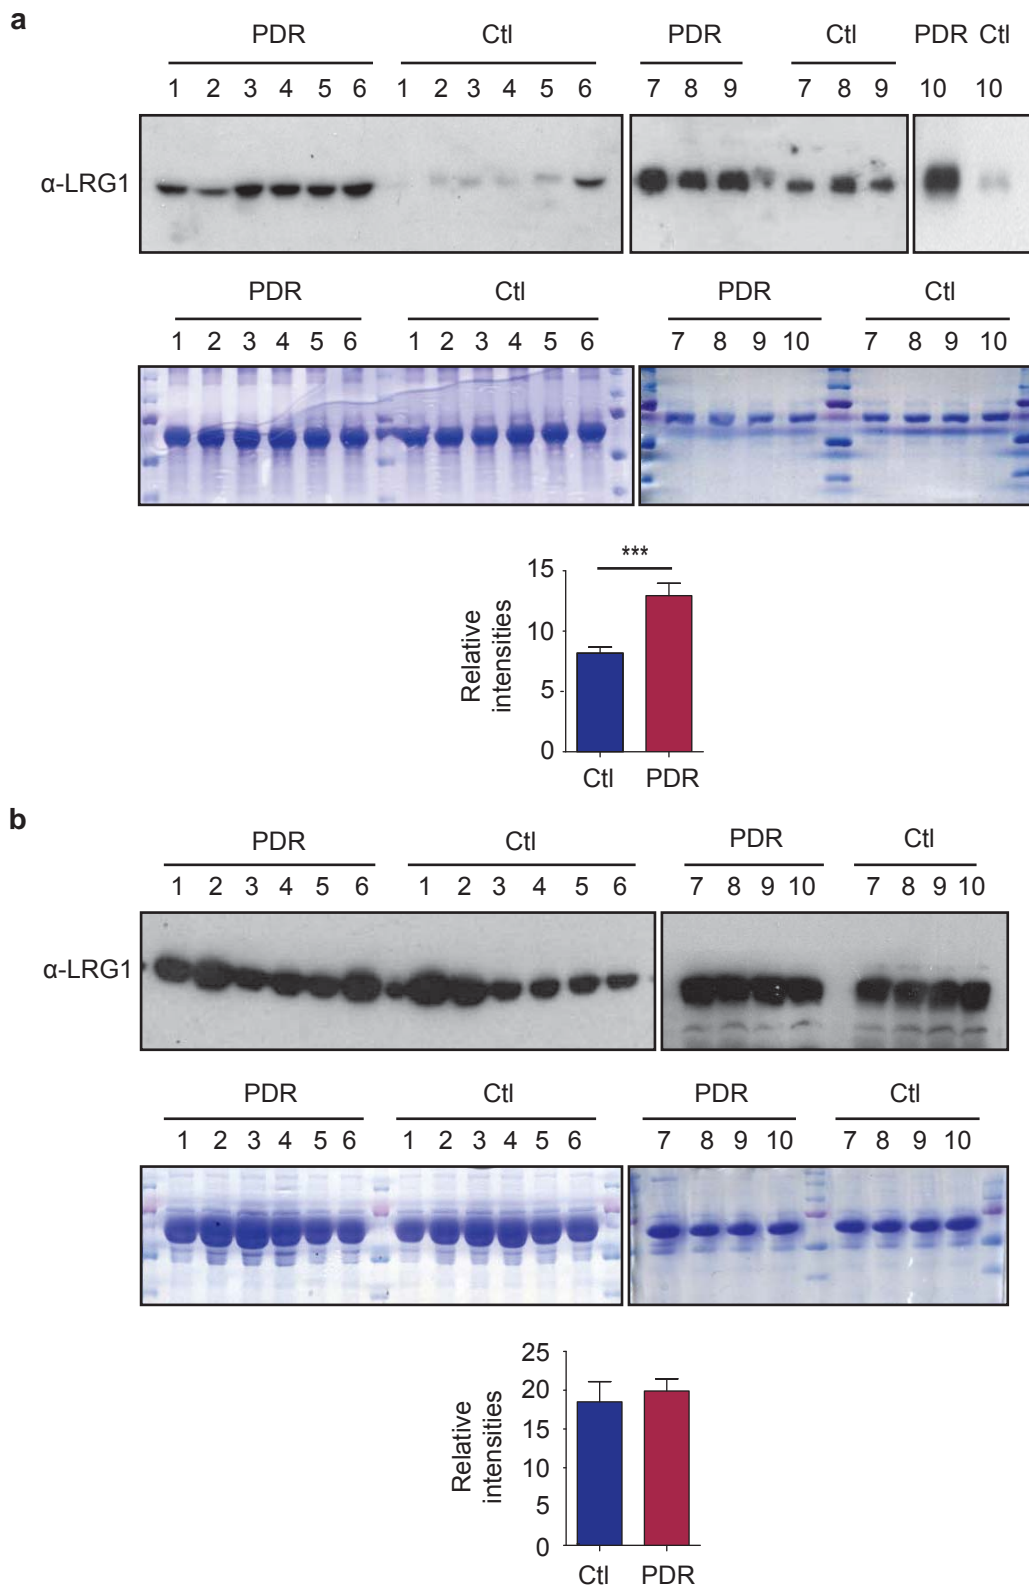 a
PDR Ctl PDR Ctl PDR Ctl
1 2 3 4 5 6 1 2 3 4 5 6 7 8 9 7 8 9 10 10
α-LRG1
PDR Ctl PDR Ctl
1 2 3 4 5 6 1 2 3 4 5 6 7 8 9 10 7 8 9 10
***
15
10
5
0
Relative
intensities
Ctl PDR
b
PDR Ctl PDR Ctl
1 2 3 4 5 6 1 2 3 4 5 6 7 8 9 10 7 8 9 10
α-LRG1
PDR Ctl PDR Ctl
1 2 3 4 5 6 1 2 3 4 5 6 7 8 9 10 7 8 9 10
25
20
15
10
5
0
Relative
intensities
Ctl PDR